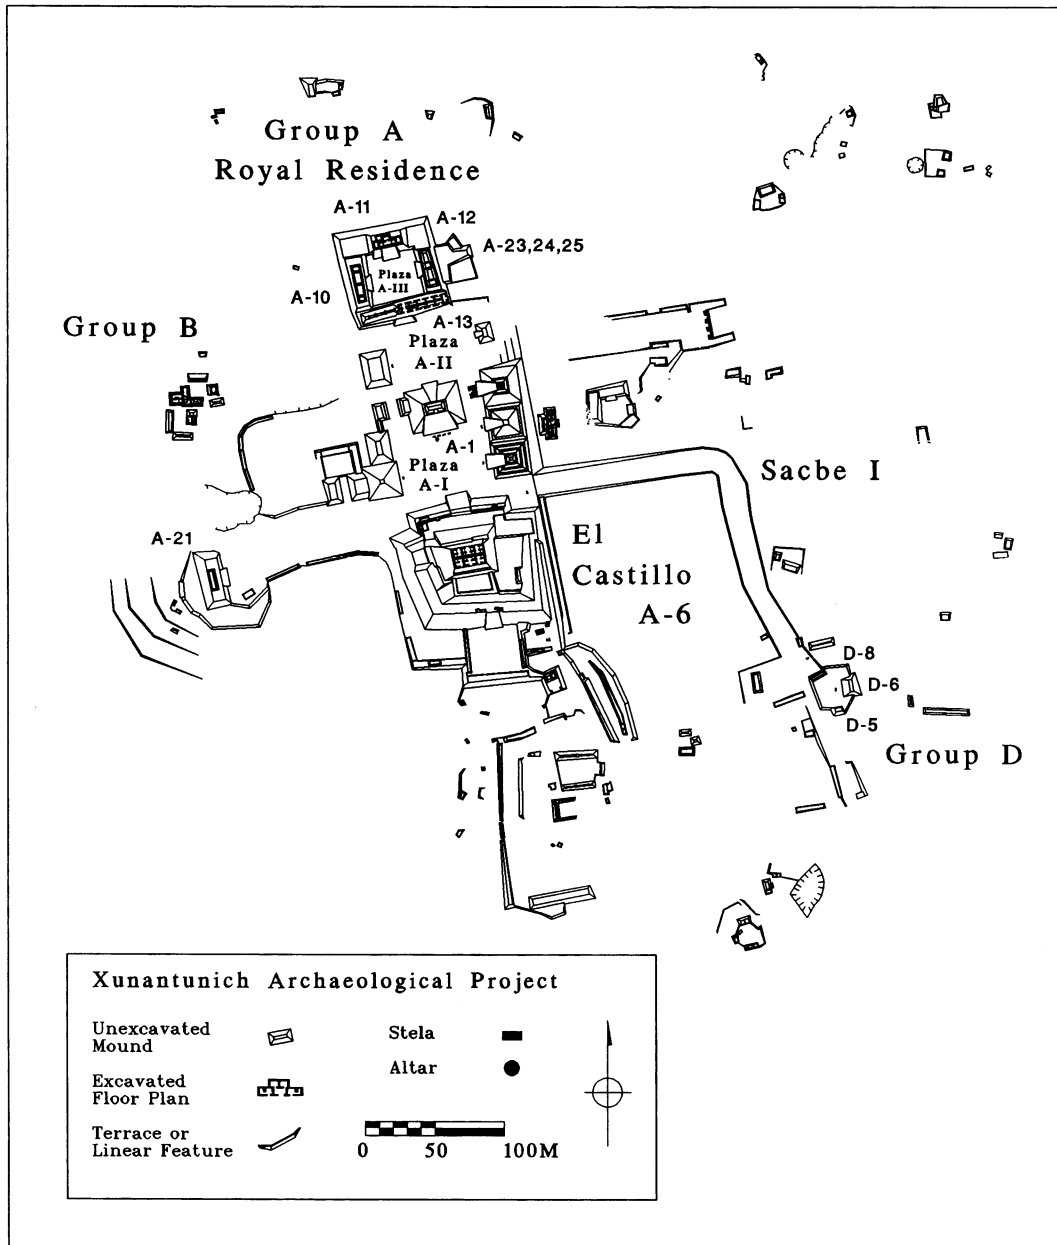 Group A
Royal Residence
A-11
A-12
A-23,24,25
Plaza
A-III
A-10
A-13
Group B
Plaza
A-II
A-1
Plaza
A-I
Sacbe I
A-21
El
Castillo
A-6
D-8
D-6
D-5
Group D
Xunantunich Archaeological Project
Unexcavated
Mound
Stela
Altar
Excavated
Floor Plan
Terrace or
Linear Feature
0 50 100M